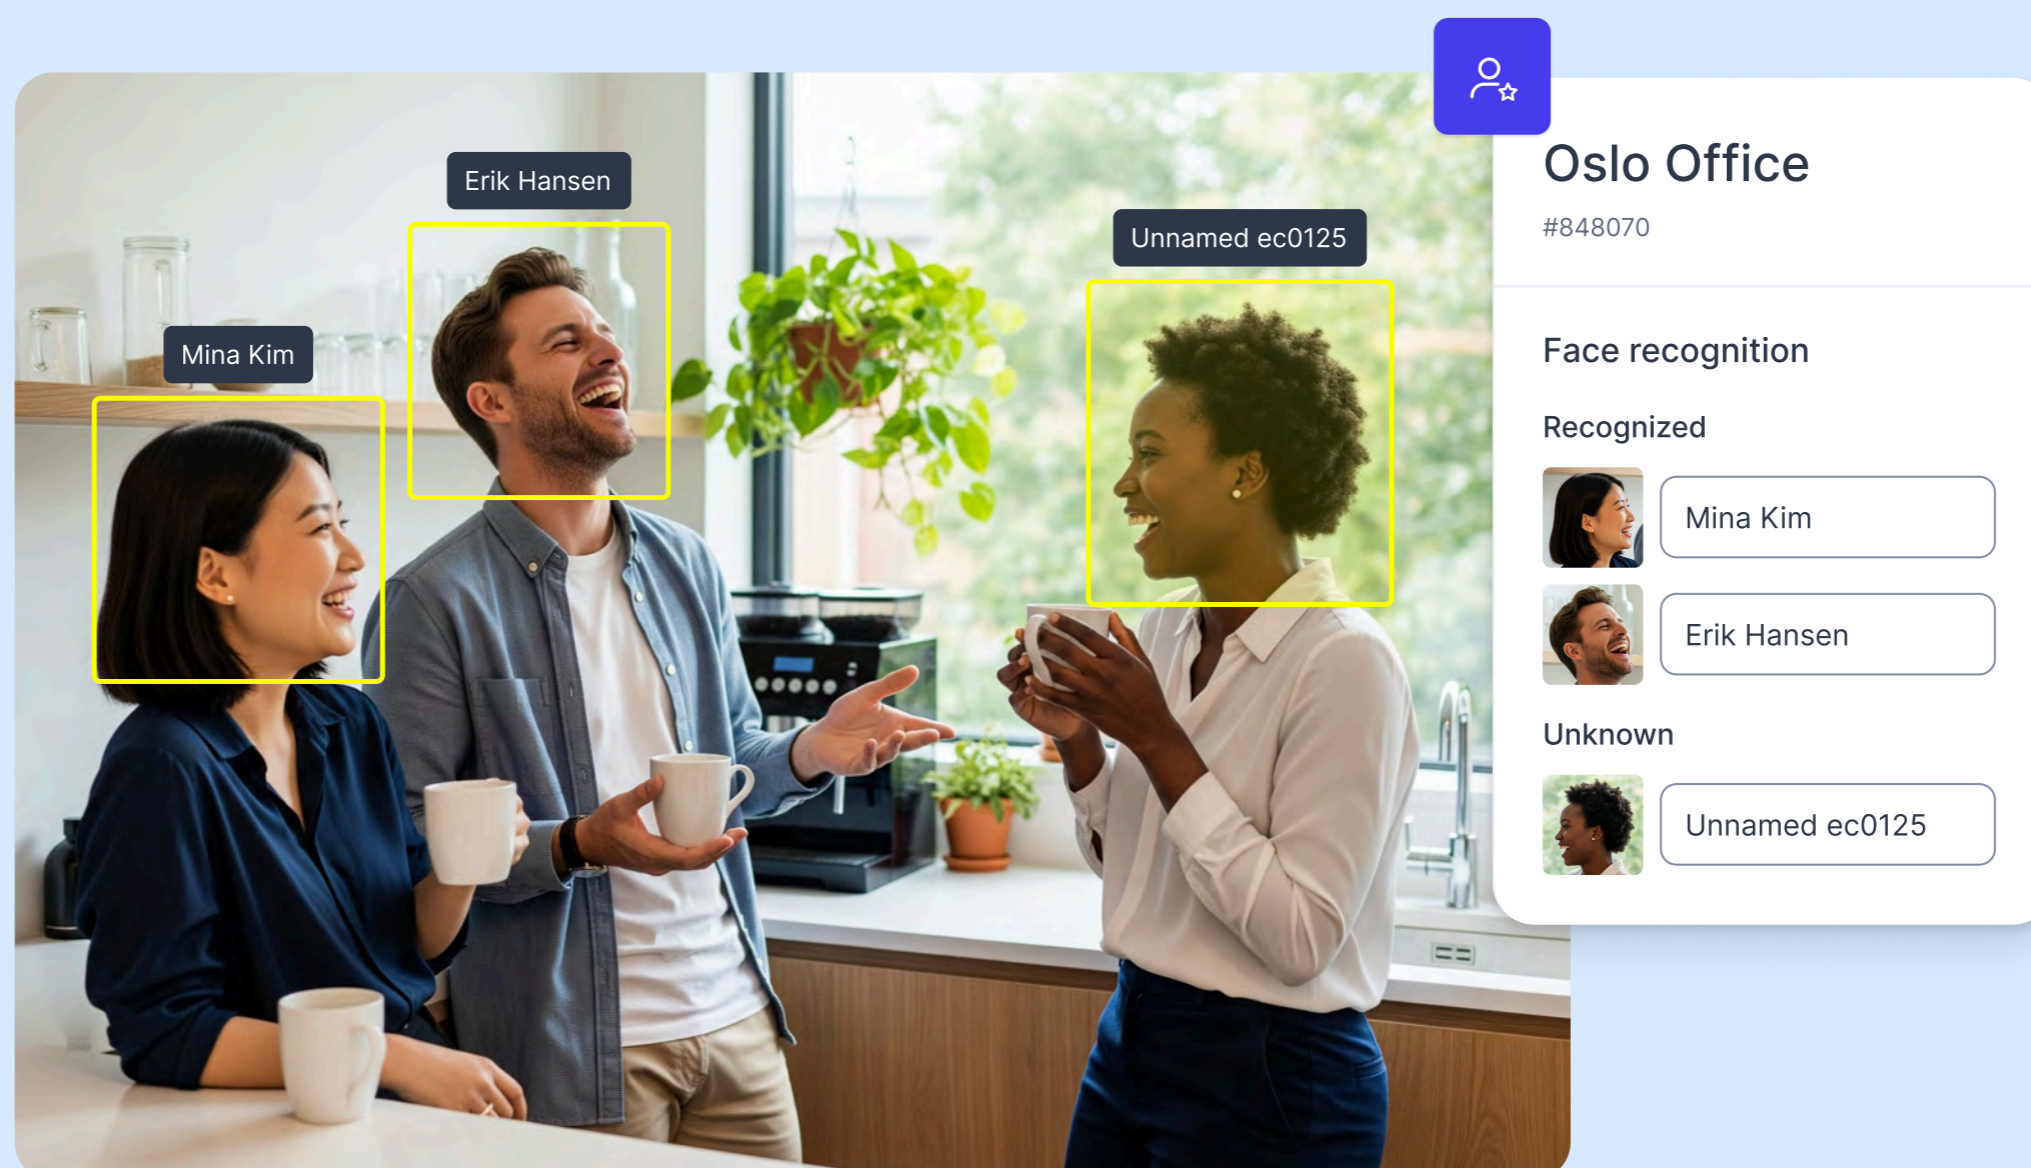 Mina Kim
Erik Hansen
Unnamed ec0125
Oslo Office
#848070
Face recognition
Recognized
Mina Kim
Erik Hansen
Unknown
Unnamed ec0125